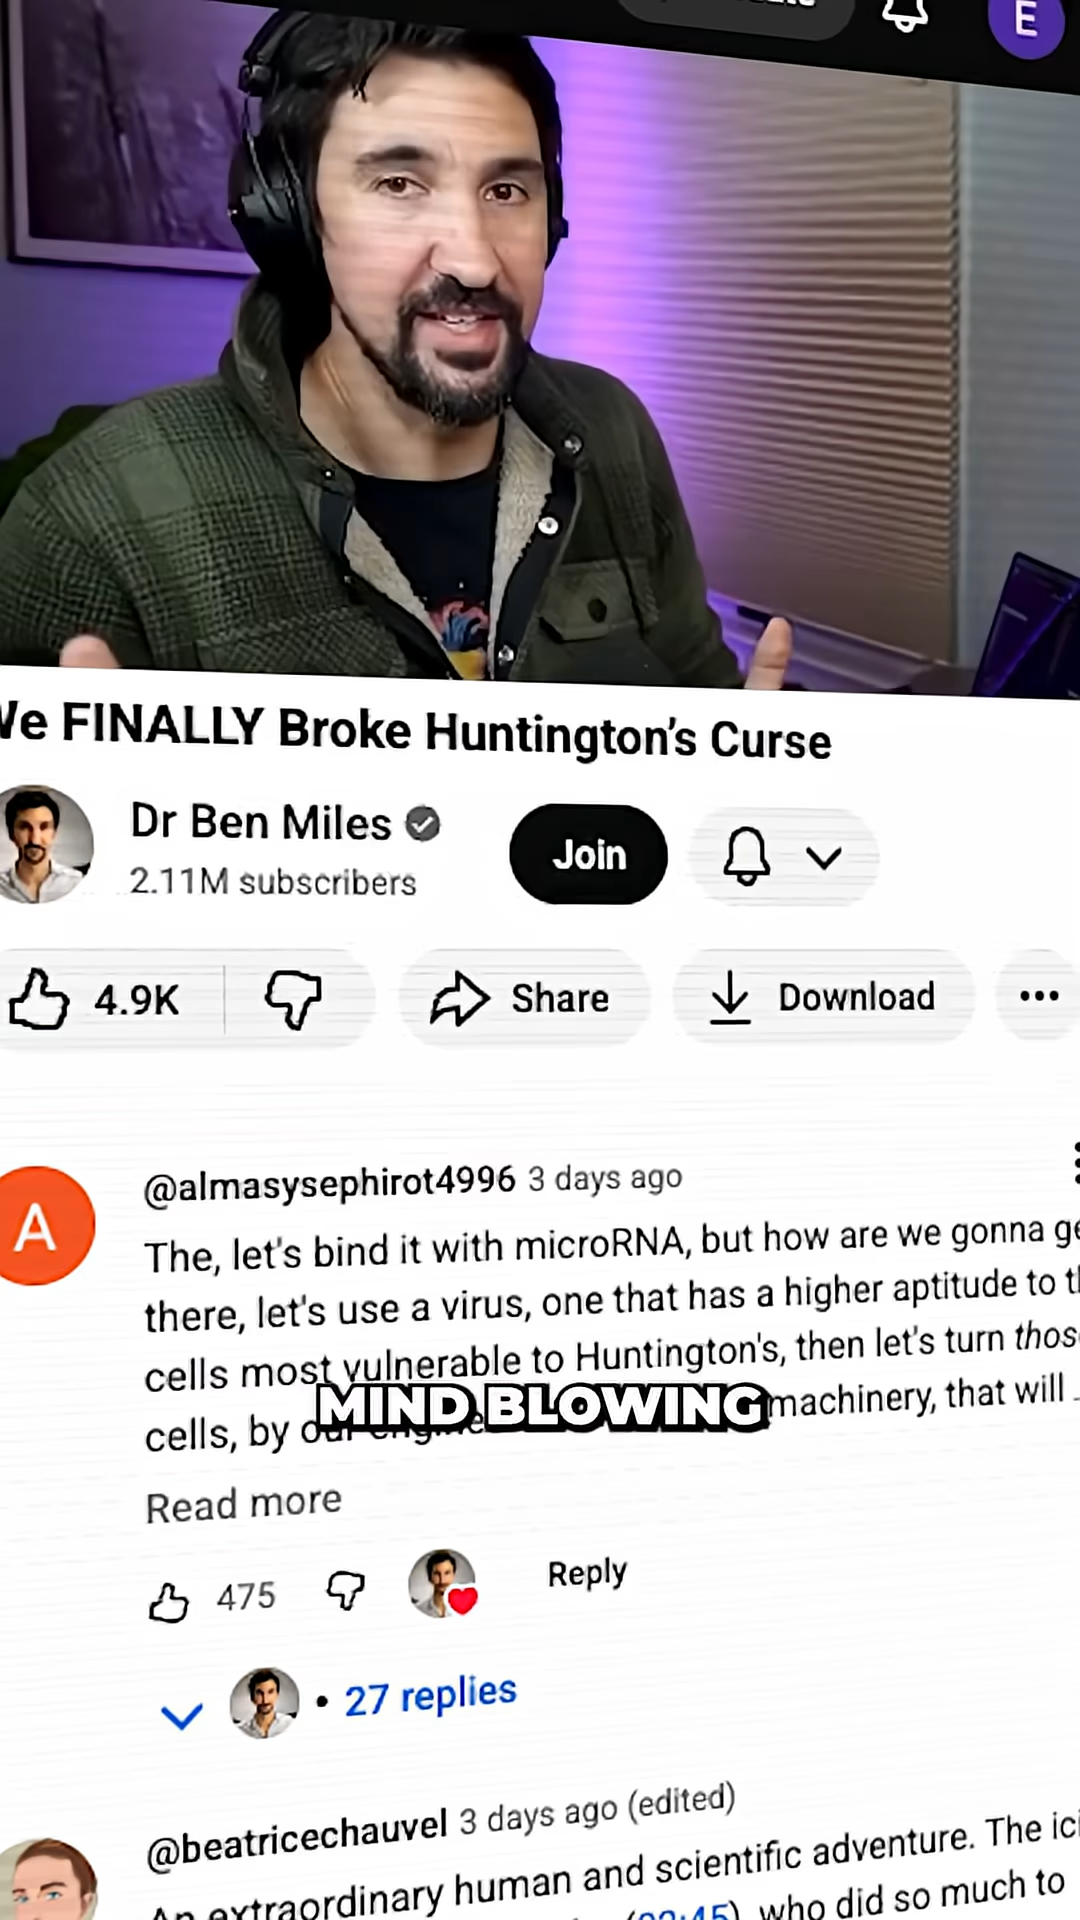 E
We FINALLY Broke Huntington's Curse
Dr Ben Miles
2.11M subscribers
Join
4.9K
Share
Download
@almasysephirot4996 3 days ago
A
The, let's bind it with microRNA, but how are we gonna
there, let's use a virus, one that has a higher aptitude to
cells most vulnerable to Huntington's, then let's turn
cells, by our machinery, that will
MIND BLOWING
Read more
475
Reply
27 replies
@beatricechauvel 3 days ago (edited)
An extraordinary human and scientific adventure. The
who did so much to